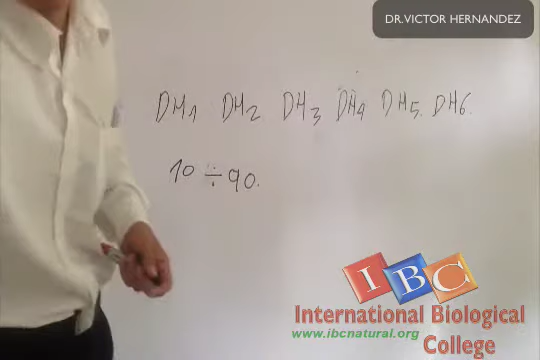 DR.VICTOR HERNANDEZ
DH1 DH2 DH3 DH4 DH5. DH6.
10 ÷ 90.
IBC
International Biological
www.ibcnatural.org
College